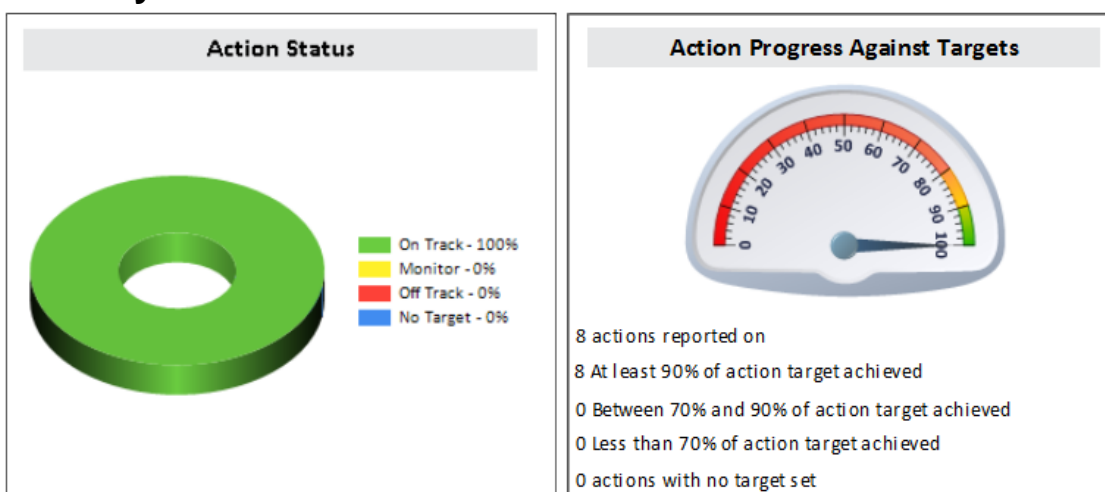 Action Status
On Track - 100%
Monitor - 0%
Off Track - 0%
No Target - 0%
Action Progress Against Targets
0 10 20 30 40 50 60 70 80 90 100
8 actions reported on
8 At least 90% of action target achieved
0 Between 70% and 90% of action target achieved
0 Less than 70% of action target achieved
0 actions with no target set